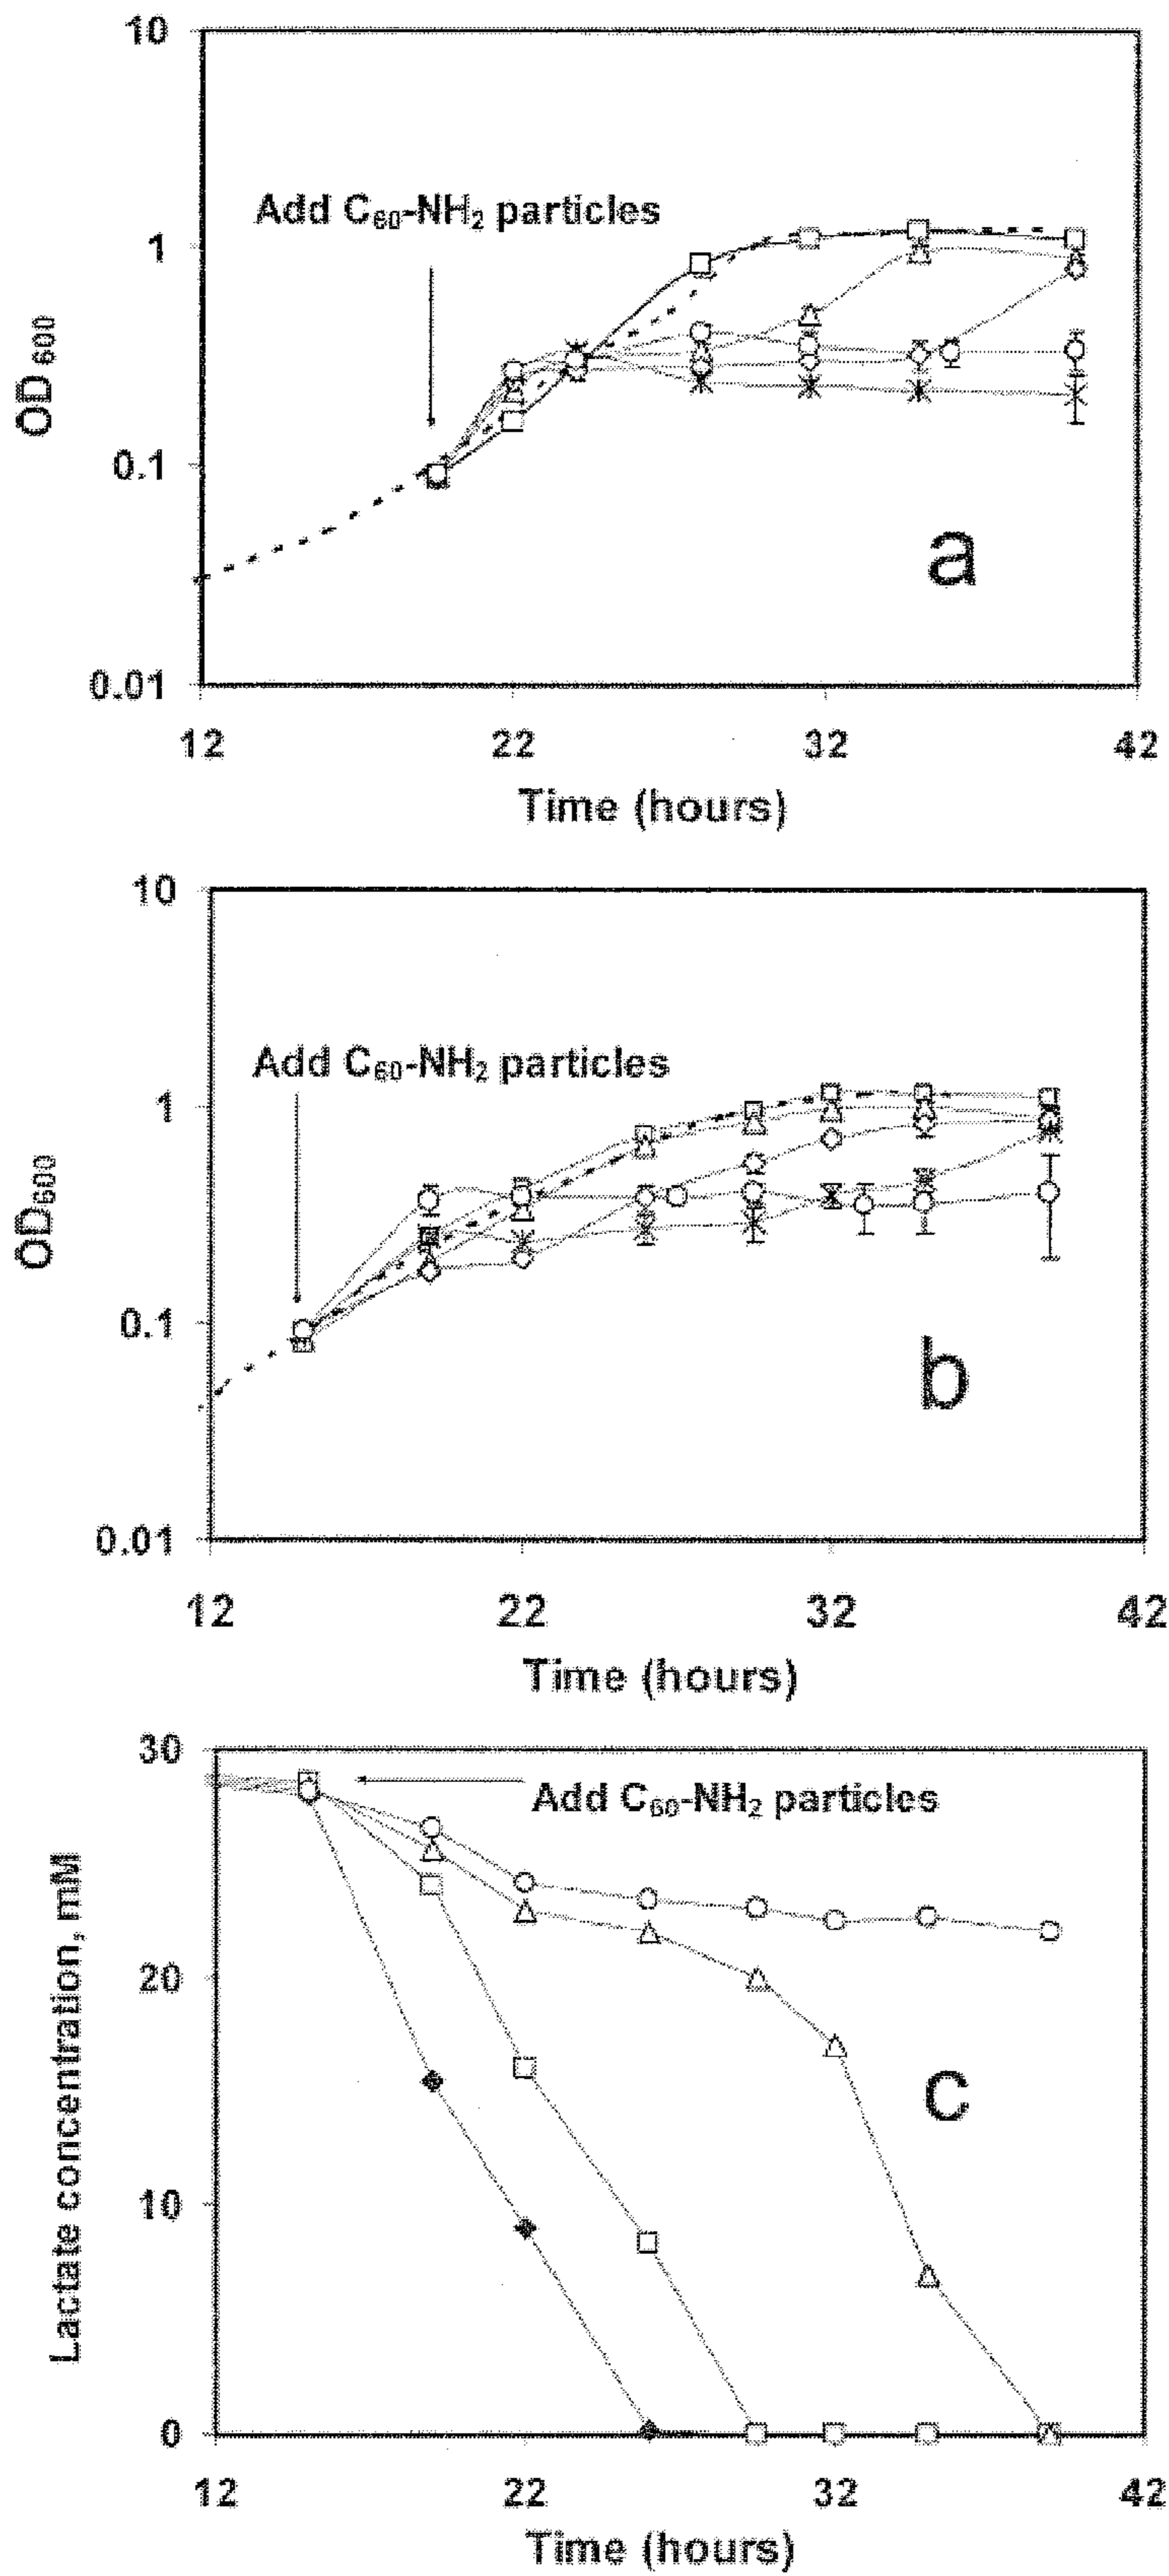 10
Add C60-NH2 particles
1
OD 600
0.1
a
0.01
12 22 32 42
Time (hours)
10
Add C60-NH2 particles
1
OD600
0.1
b
0.01
12 22 32 42
Time (hours)
30
Add C60-NH2 particles
Lactate concentration, mM
20
c
10
0
12 22 32 42
Time (hours)